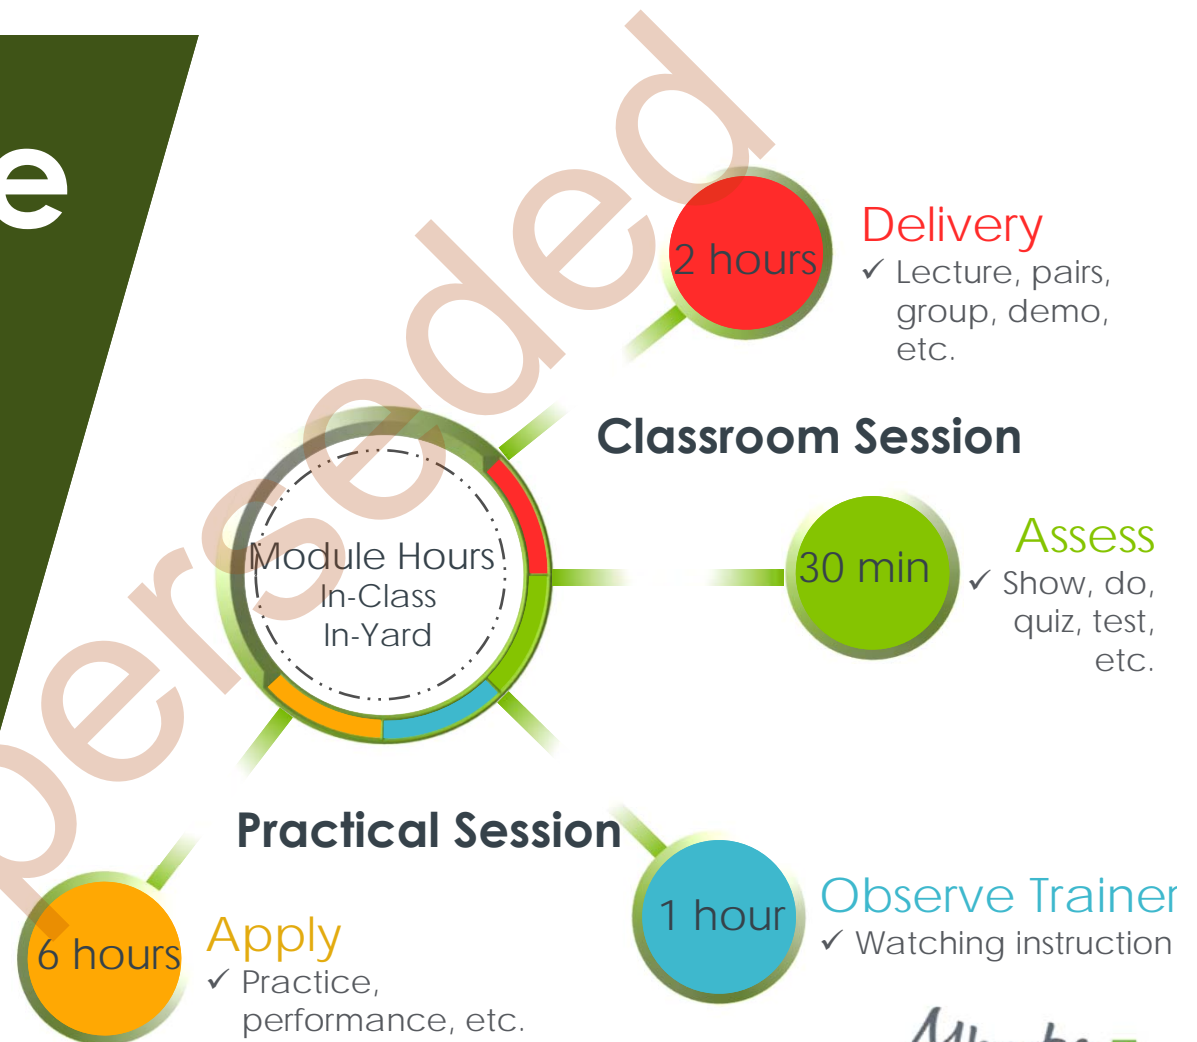 e
perseded
2 hours
Delivery
✓ Lecture, pairs,
group, demo,
etc.
Classroom Session
Module Hours
In-Class
In-Yard
30 min
Assess
✓ Show, do,
quiz, test,
etc.
Practical Session
6 hours
Apply
✓ Practice,
performance, etc.
1 hour
Observe Trainer
✓ Watching instruction